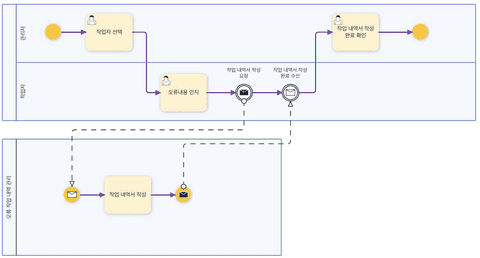 관리자
작업자 선택
작업 내역서 작성
완료 확인
작업자
오류내용 인지
작업 내역서 작성
요청
작업 내역서 작성
완료 수신
오류 작업 내역 관리
작업 내역서 작성